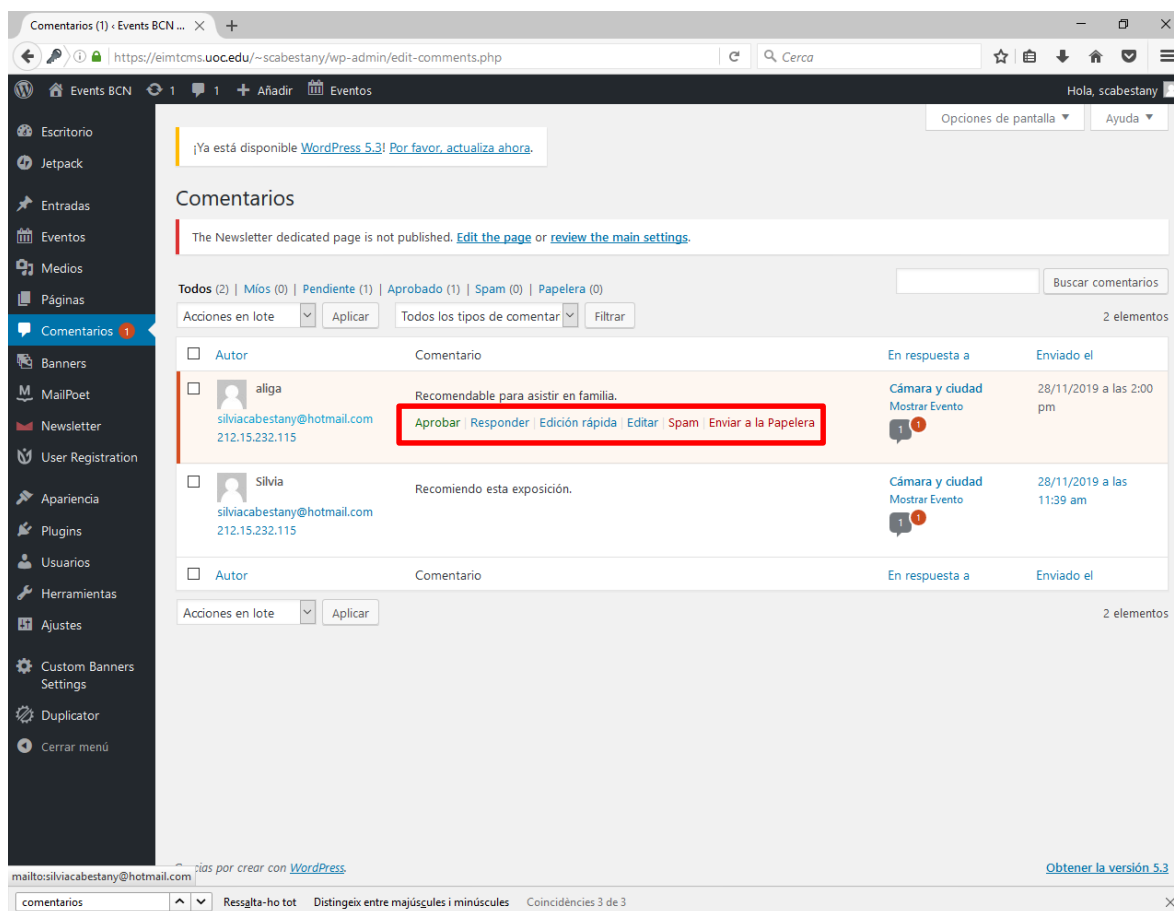 Comentarios (1) ‹ Events BCN ...
https://eimtcms.uoc.edu/~scabestany/wp-admin/edit-comments.php
Cerca
Events BCN 1 1 Añadir Eventos Hola, scabestany
Opciones de pantalla Ayuda
Escritorio
Jetpack
Entradas
Eventos
Medios
Páginas
Comentarios 1
Banners
MailPoet
Newsletter
User Registration
Apariencia
Plugins
Usuarios
Herramientas
Ajustes
Custom Banners
Settings
Duplicator
Cerrar menú
¡Ya está disponible WordPress 5.3! Por favor, actualiza ahora.
Comentarios
The Newsletter dedicated page is not published. Edit the page or review the main settings.
Buscar comentarios
Todos (2) | Míos (0) | Pendiente (1) | Aprobado (1) | Spam (0) | Papelera (0)
Acciones en lote Aplicar Todos los tipos de comentar Filtrar 2 elementos
Autor Comentario En respuesta a Enviado el
aliga
silviacabestany@hotmail.com
212.15.232.115
Recomendable para asistir en familia.
Aprobar | Responder | Edición rápida | Editar | Spam | Enviar a la Papelera
Cámara y ciudad
Mostrar Evento
1 1
28/11/2019 a las 2:00
pm
Silvia
silviacabestany@hotmail.com
212.15.232.115
Recomiendo esta exposición.
Cámara y ciudad
Mostrar Evento
1 1
28/11/2019 a las
11:39 am
Autor Comentario En respuesta a Enviado el
Acciones en lote Aplicar 2 elementos
por crear con WordPress. Obtener la versión 5.3
mailto:silviacabestany@hotmail.com
comentarios Ressalta-ho tot Distingeix entre majúscules i minúscules Coincidències 3 de 3